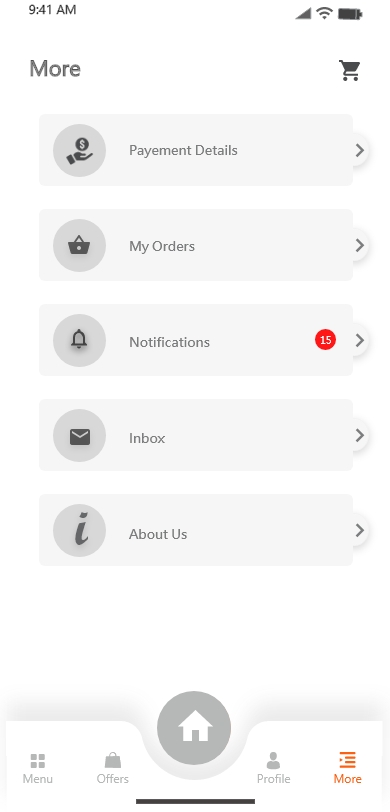 9:41 AM
More
Payement Details
My Orders
Notifications
15
Inbox
i
About Us
Menu
Offers
Profile
More